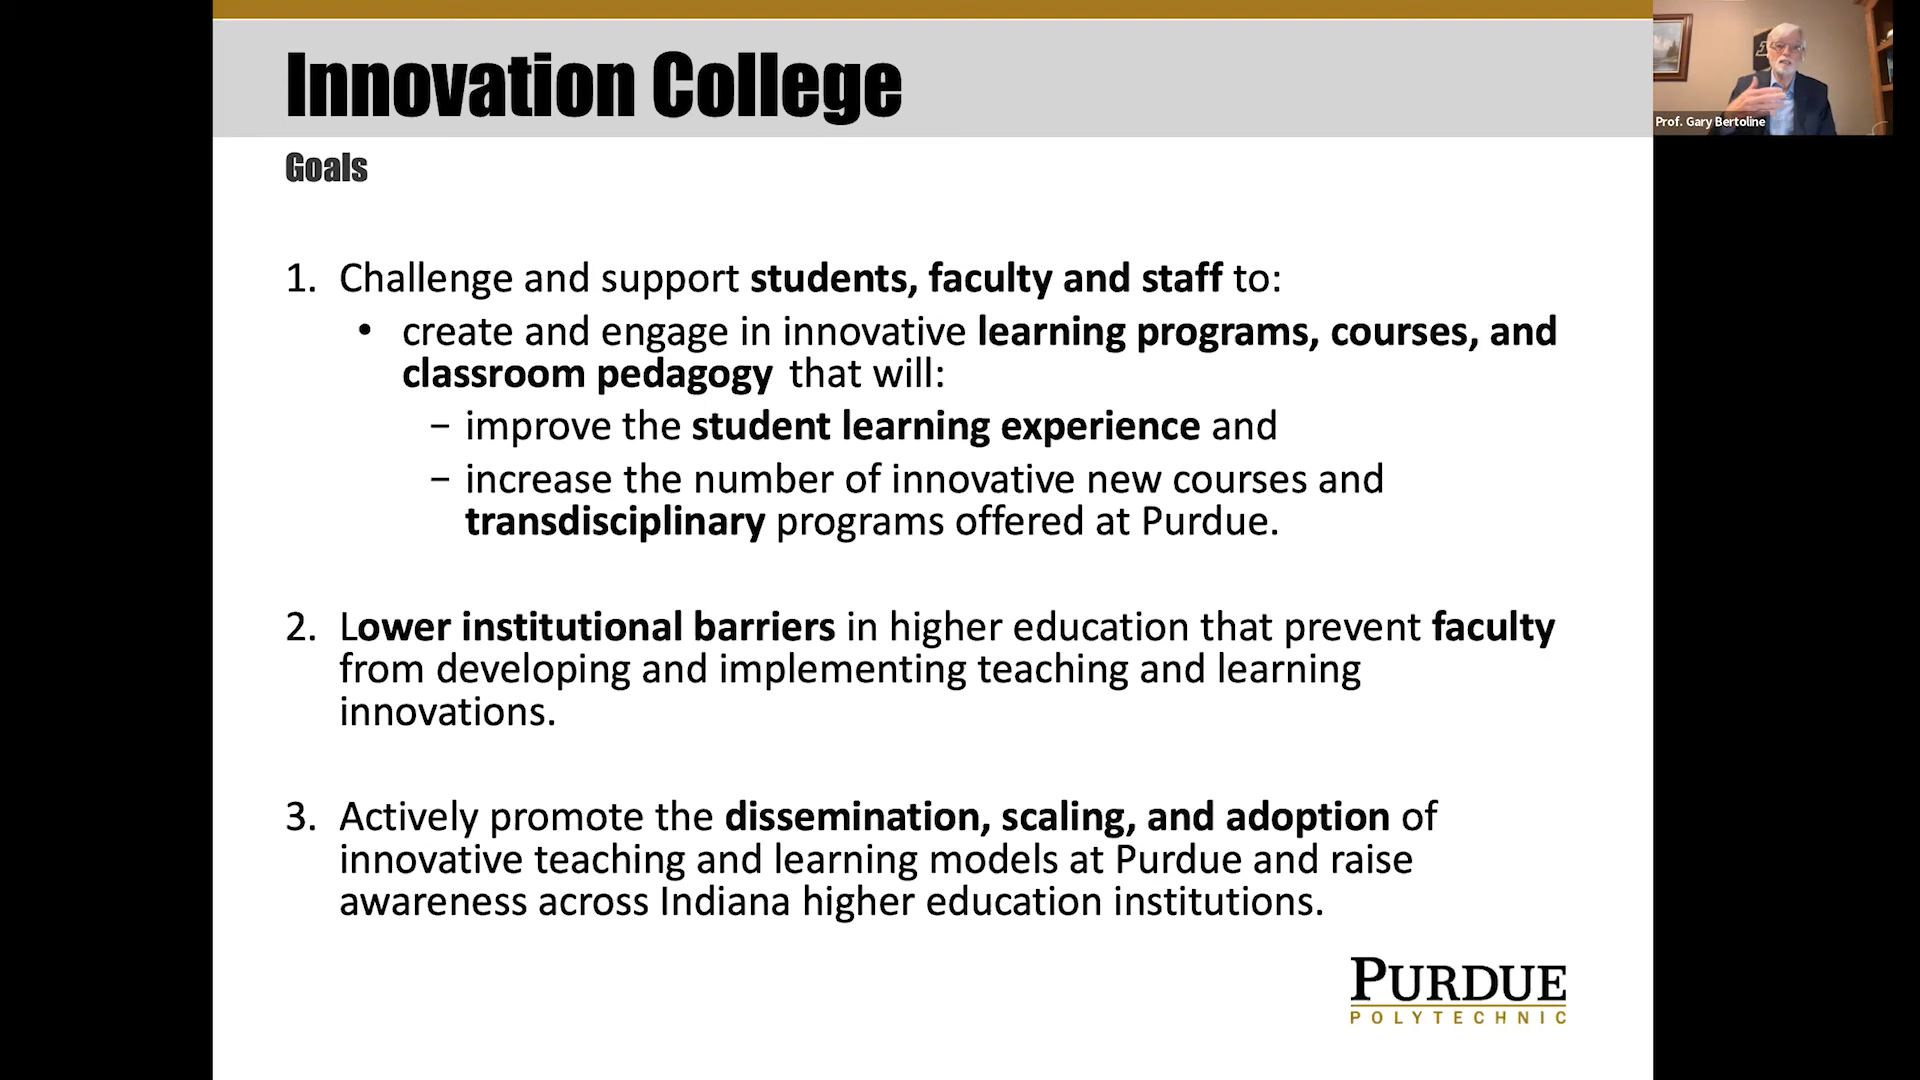 Innovation College
Prof. Gary Bertoline
Goals
1. Challenge and support students, faculty and staff to:
• create and engage in innovative learning programs, courses, and
classroom pedagogy that will:
– improve the student learning experience and
– increase the number of innovative new courses and
transdisciplinary programs offered at Purdue.
2. Lower institutional barriers in higher education that prevent faculty
from developing and implementing teaching and learning
innovations.
3. Actively promote the dissemination, scaling, and adoption of
innovative teaching and learning models at Purdue and raise
awareness across Indiana higher education institutions.
PURDUE
POLYTECHNIC